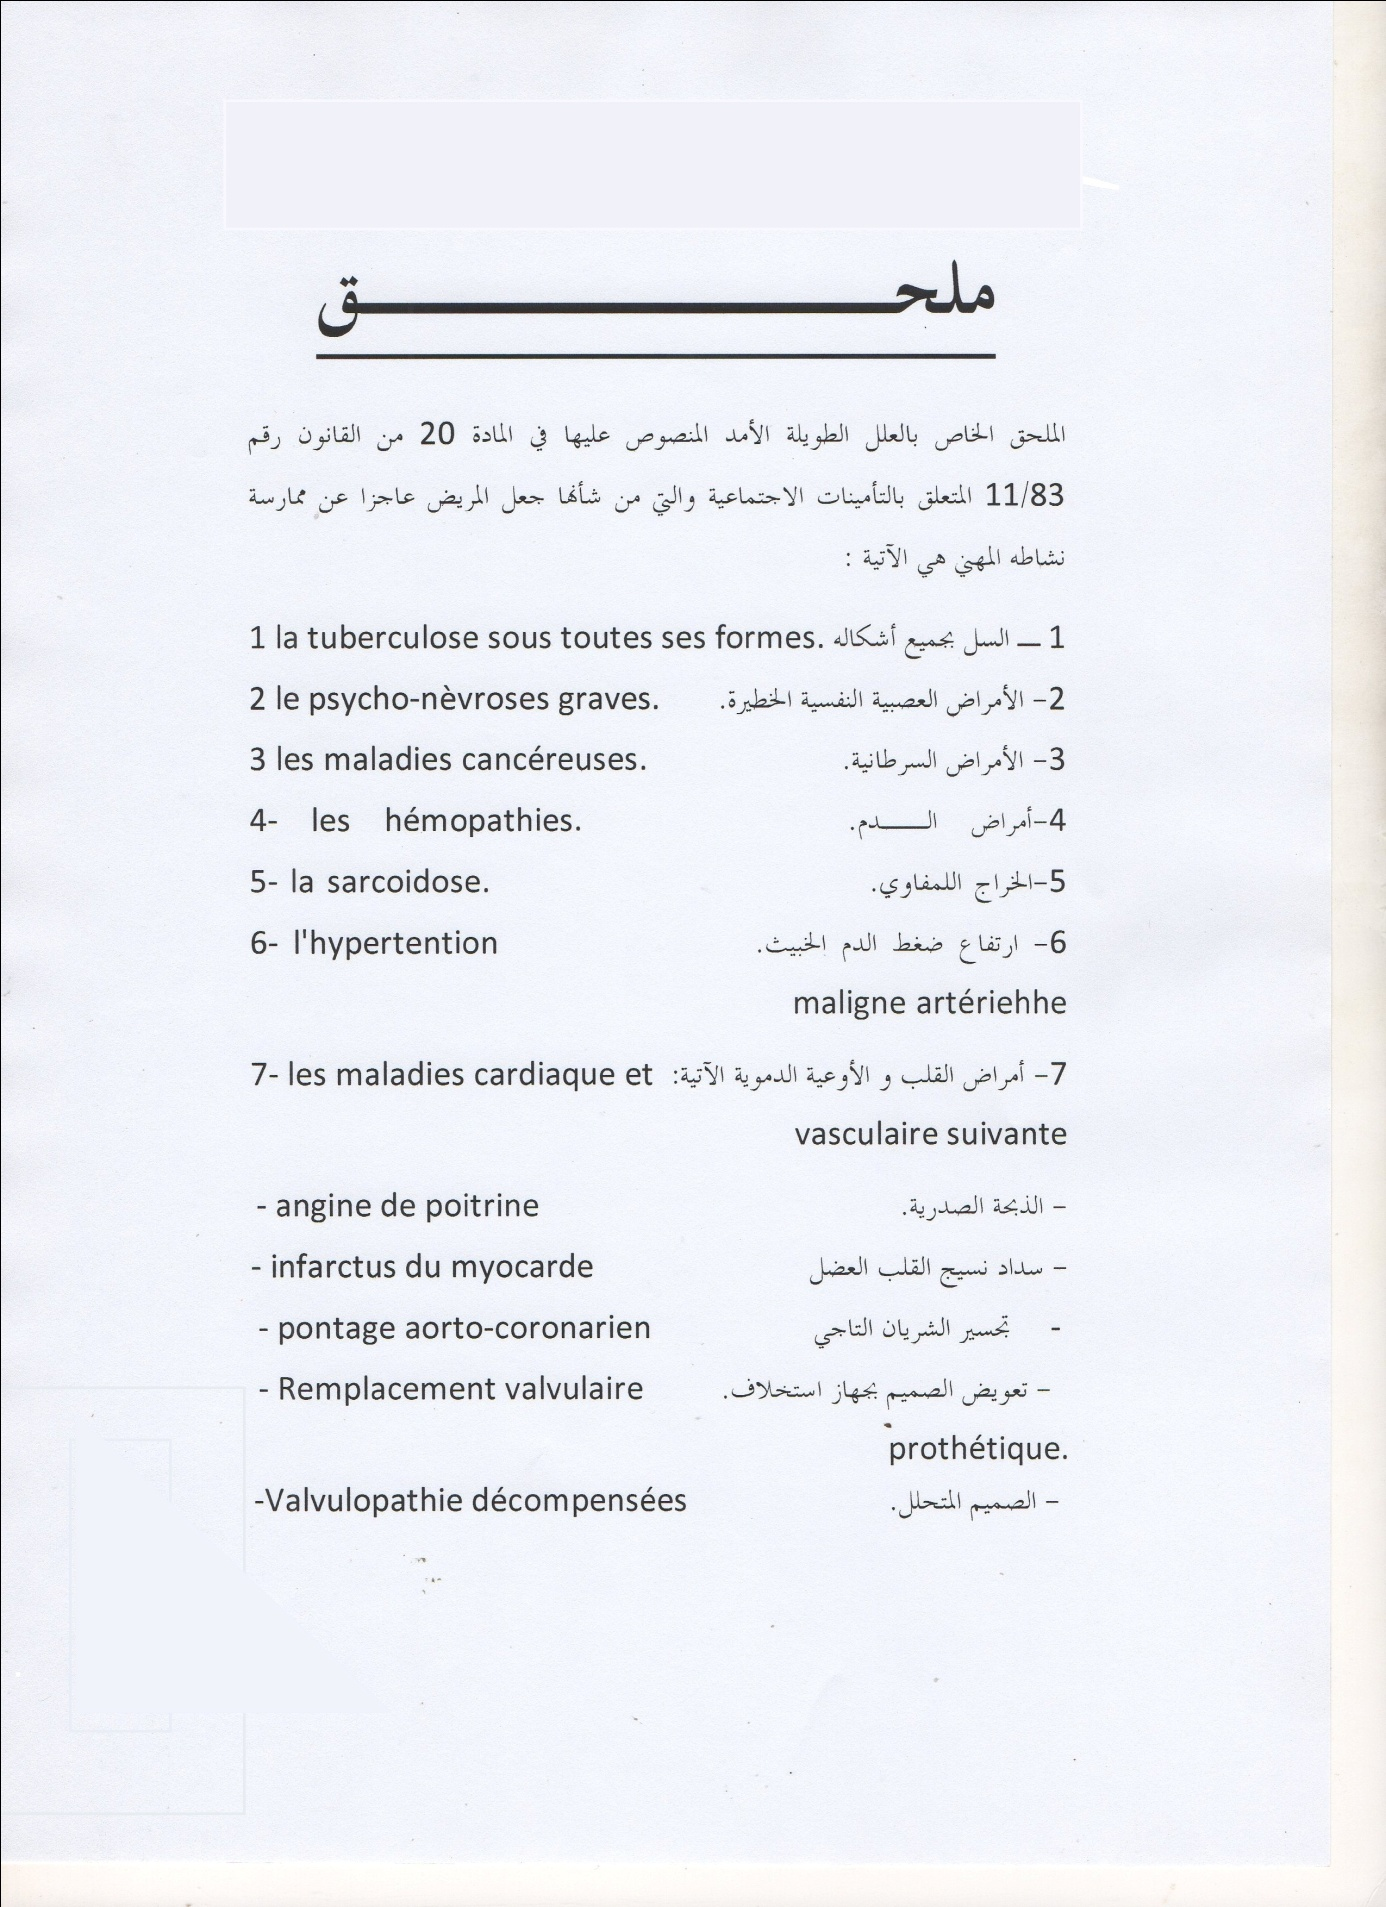 ملحـــــــــــــــــــــــق
الملحق الخاص بالعلل الطويلة الأمد المنصوص عليها في المادة 20 من القانون رقم
11/83 المتعلق بالتأمينات الاجتماعية والتي من شأنها جعل المريض عاجزا عن ممارسة
نشاطه المهني هي الآتية :
1 ــ السل بجميع أشكاله 1 la tuberculose sous toutes ses formes.
2- الأمراض العصبية النفسية الخطيرة. 2 le psycho-nèvroses graves.
3- الأمراض السرطانية. 3 les maladies cancéreuses.
4-أمراض الـــــدم. 4- les hémopathies.
5-الخراج اللمفاوي. 5- la sarcoidose.
6- ارتفاع ضغط الدم الخبيث. 6- l'hypertention
maligne artériehhe
7- أمراض القلب و الأوعية الدموية الآتية: 7- les maladies cardiaque et
vasculaire suivante
- الذبحة الصدرية. - angine de poitrine
- سداد نسيج القلب العضل - infarctus du myocarde
- تجسير الشريان التاجي - pontage aorto-coronarien
- تعويض الصميم بجهاز استخلاف. - Remplacement valvulaire
prothétique.
- الصميم المتحلل. -Valvulopathie décompensées